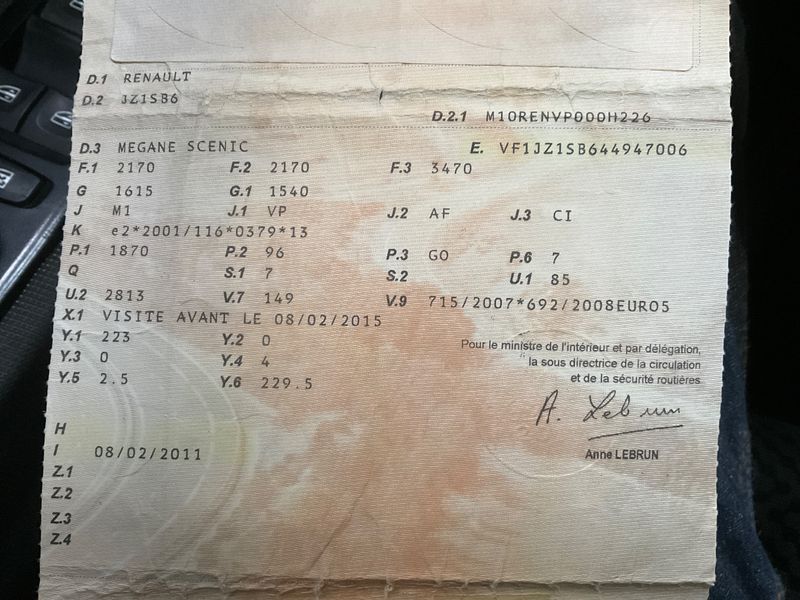 D.1 RENAULT
D.2 JZ1SB6
D.2.1 M10RENVP000H226
D.3 MEGANE SCENIC E. VF1JZ1SB644947006
F.1 2170 F.2 2170 F.3 3470
G 1615 G.1 1540
J M1 J.1 VP J.2 AF J.3 CI
K e2*2001/116*0379*13
P.1 1870 P.2 96 P.3 GO P.6 7
Q S.1 7 S.2 U.1 85
U.2 2813 V.7 149 V.9 715/2007*692/2008EURO5
X.1 VISITE AVANT LE 08/02/2015
Y.1 223 Y.2 0
Y.3 0 Y.4 4
Y.5 2.5 Y.6 229.5
Pour le ministre de l'intérieur et par délégation,
la sous directrice de la circulation
et de la sécurité routières
A. Lebrun
Anne LEBRUN
H
I 08/02/2011
Z.1
Z.2
Z.3
Z.4